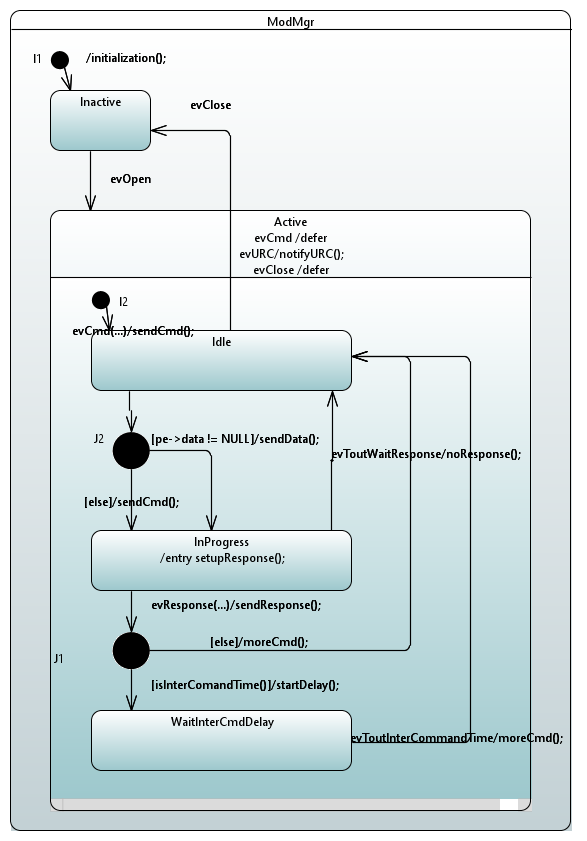 ModMgr
I1
/initialization();
Inactive
evClose
evOpen
Active
evCmd /defer
evURC/notifyURC();
evClose /defer
I2
evCmd(...)/sendCmd();
Idle
J2
[pe->data != NULL]/sendData();
evToutWaitResponse/noResponse();
[else]/sendCmd();
InProgress
/entry setupResponse();
evResponse(...)/sendResponse();
[else]/moreCmd();
J1
[isInterComandTime()]/startDelay();
WaitInterCmdDelay
evToutInterCommandTime/moreCmd();